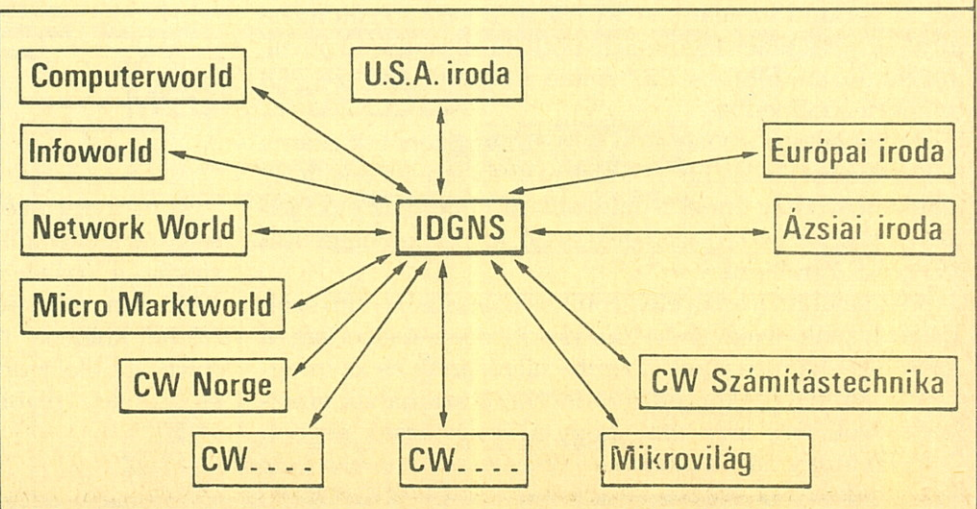 Computerworld
U.S.A. iroda
Infoworld
Európai iroda
Network World
IDGNS
Ázsiai iroda
Micro Marktworld
CW Norge
CW Számítástechnika
CW....
CW....
Mikrovilág